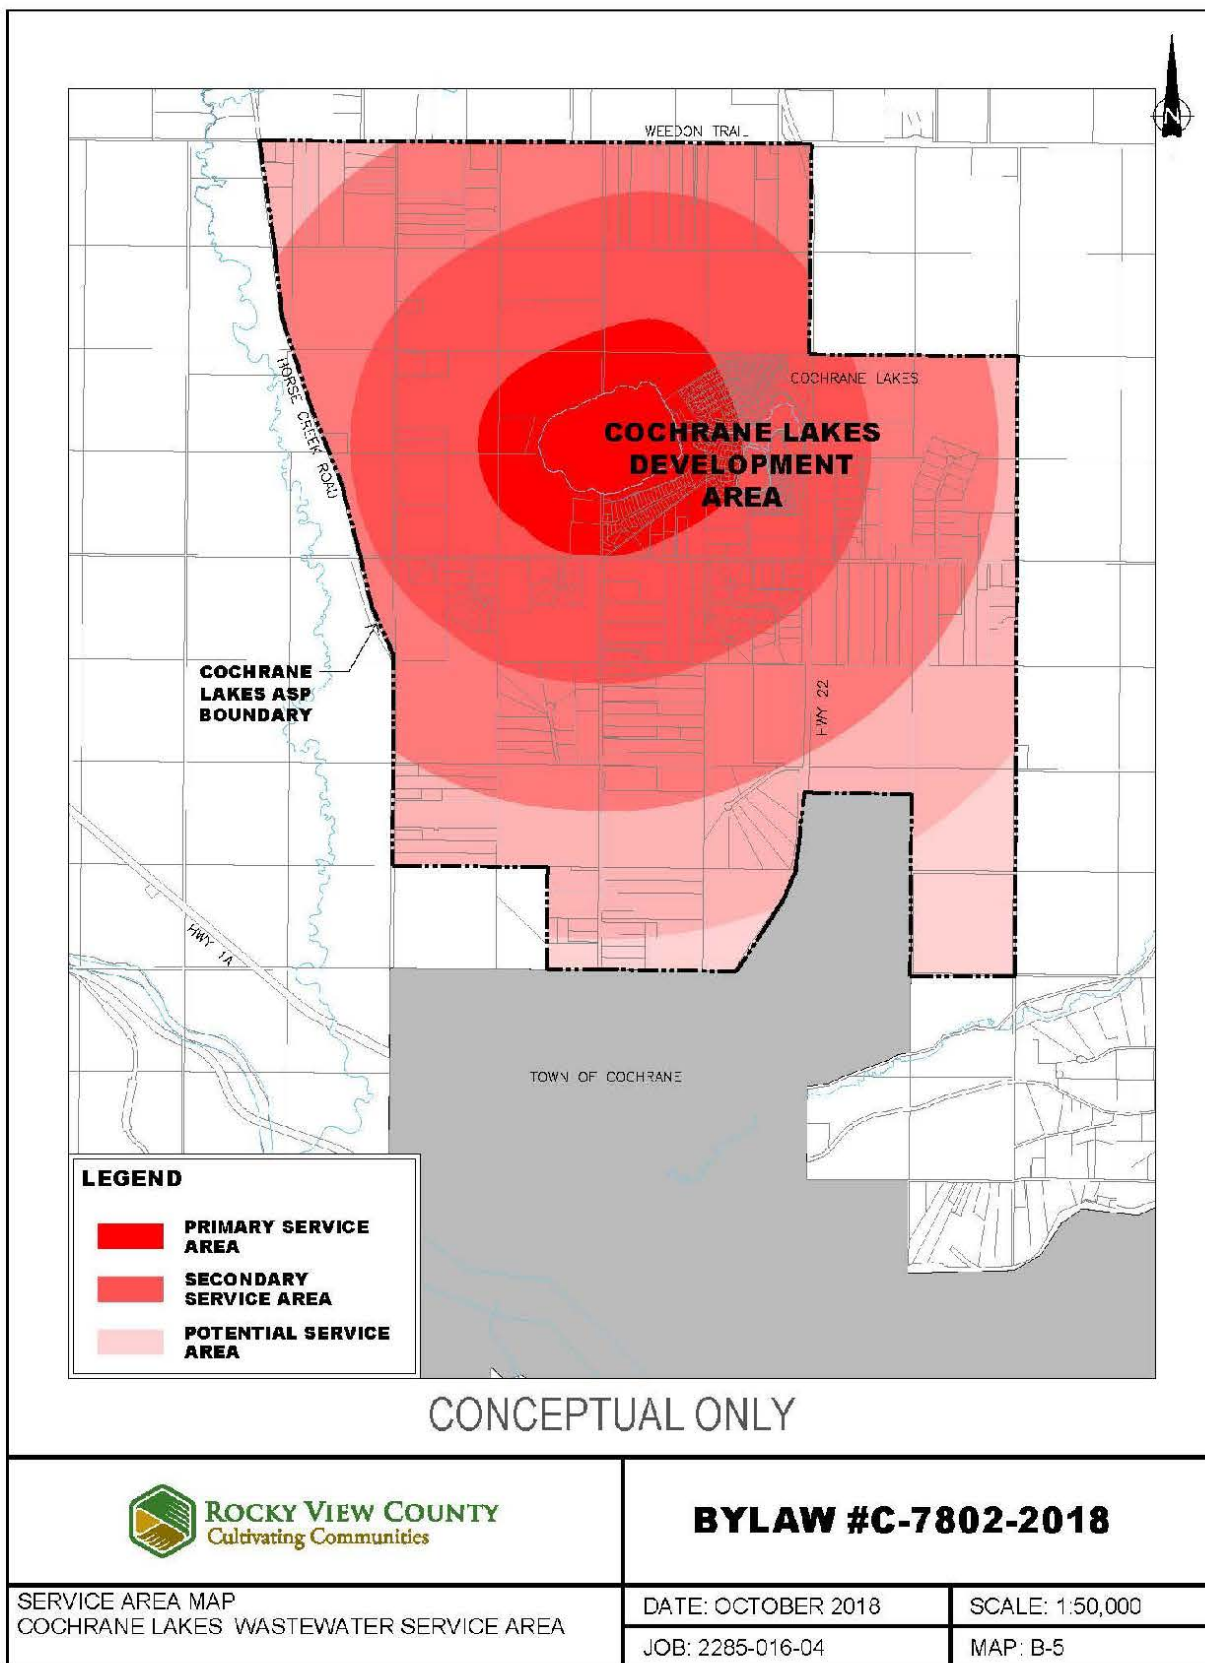 WEEDON TRAIL
N
COCHRANE LAKES
HORSE CREEK ROAD
COCHRANE LAKES
DEVELOPMENT
AREA
COCHRANE
LAKES ASP
BOUNDARY
HWY 22
HWY 1A
TOWN OF COCHRANE
LEGEND
PRIMARY SERVICE
AREA
SECONDARY
SERVICE AREA
POTENTIAL SERVICE
AREA
CONCEPTUAL ONLY
ROCKY VIEW COUNTY
Cultivating Communities
BYLAW #C-7802-2018
SERVICE AREA MAP
COCHRANE LAKES WASTEWATER SERVICE AREA
DATE: OCTOBER 2018
SCALE: 1:50,000
JOB: 2285-016-04
MAP: B-5